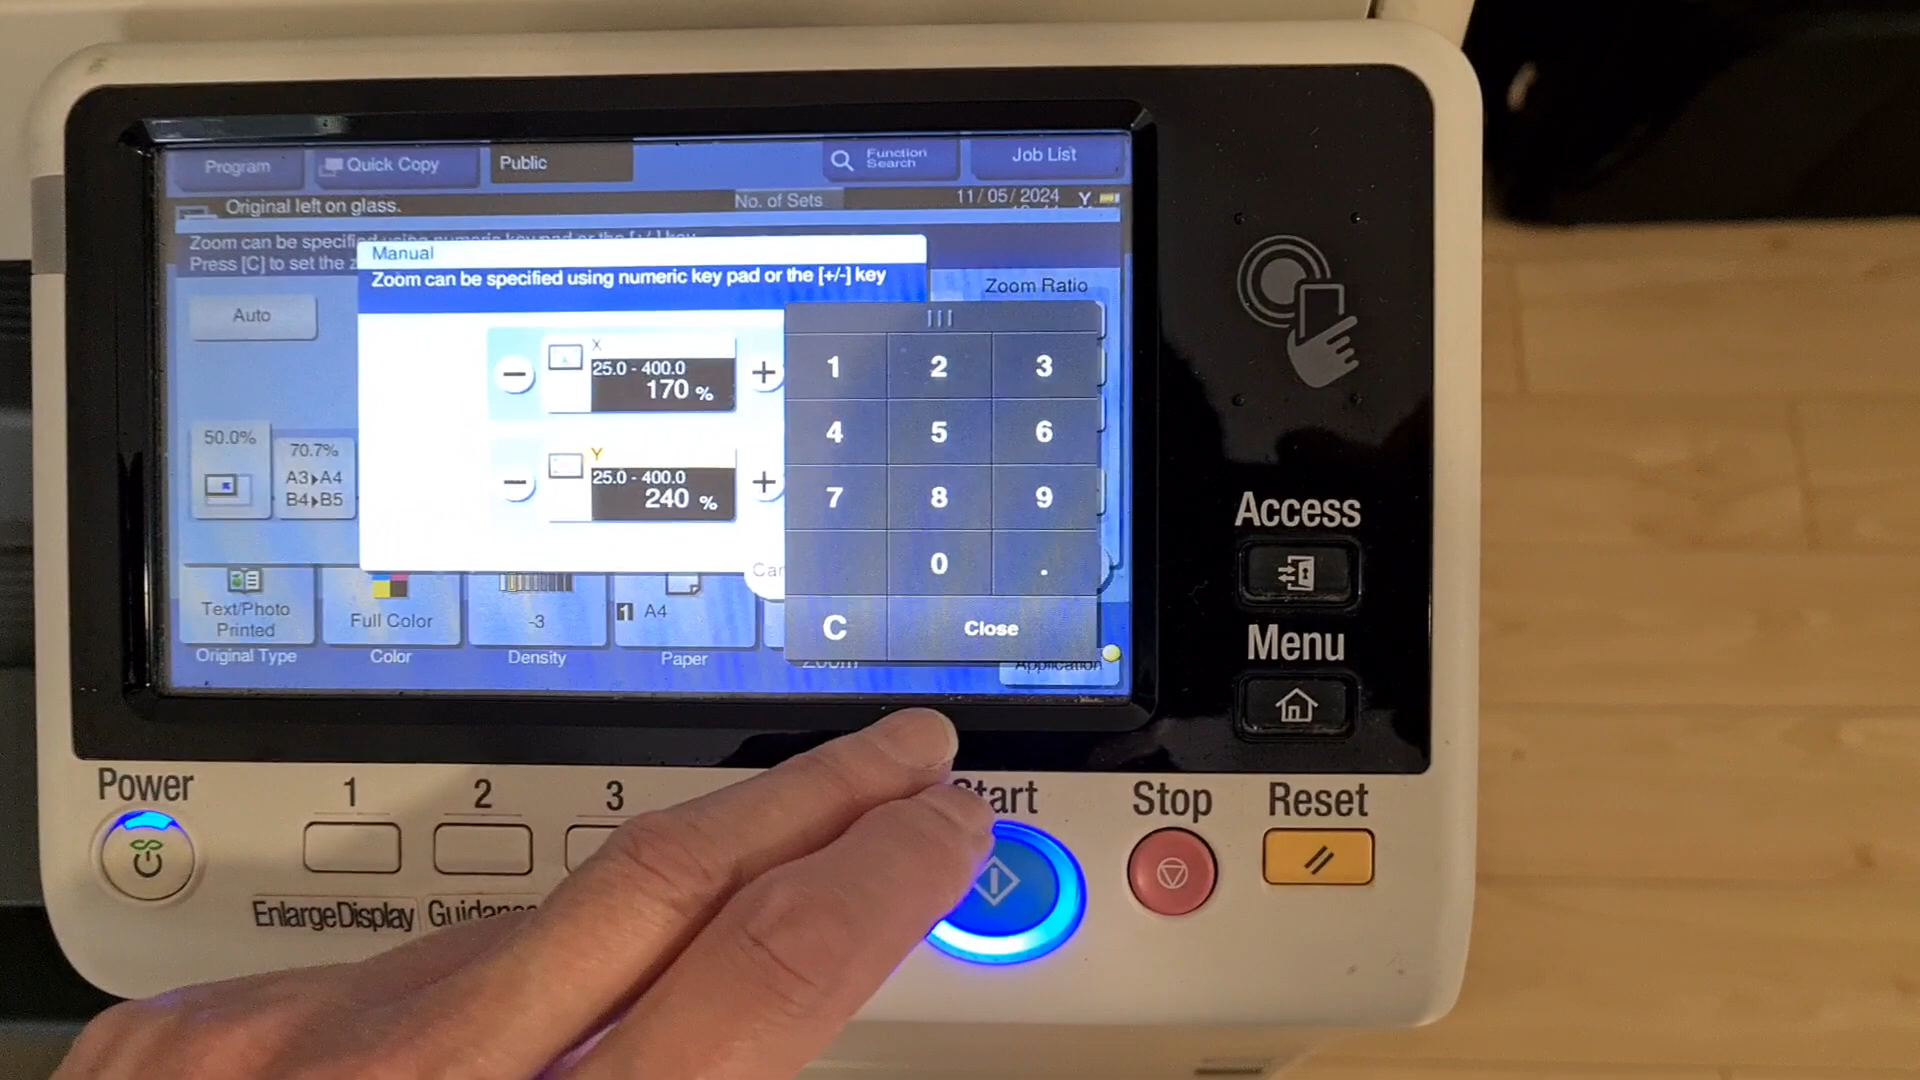 Program
Quick Copy
Public
Function Search
Job List
Original left on glass.
No. of Sets
11/05/2024
Y
Zoom can be specified using numeric key pad or the [+/-] key
Press [C] to set the
Manual
Zoom can be specified using numeric key pad or the [+/-] key
Zoom Ratio
Auto
X
25.0 - 400.0
170 %
Y
25.0 - 400.0
240 %
1 2 3
4 5 6
7 8 9
0 .
C Close
50.0%
70.7%
A3▸A4
B4▸B5
Text/Photo
Printed
Full Color
-3
1 A4
Original Type
Color
Density
Paper
Zoom
Application
Access
Menu
Power
1
2
3
Start
Stop
Reset
Enlarge Display
Guidance